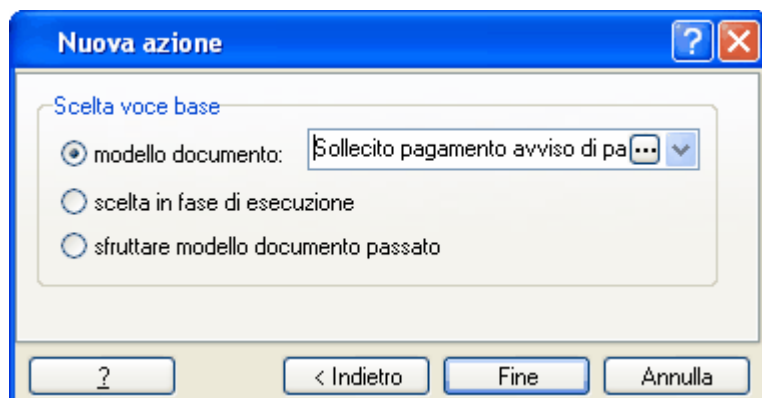 Nuova azione
Scelta voce base
modello documento: Sollecito pagamento avviso di pa ...
scelta in fase di esecuzione
sfruttare modello documento passato
? < Indietro Fine Annulla